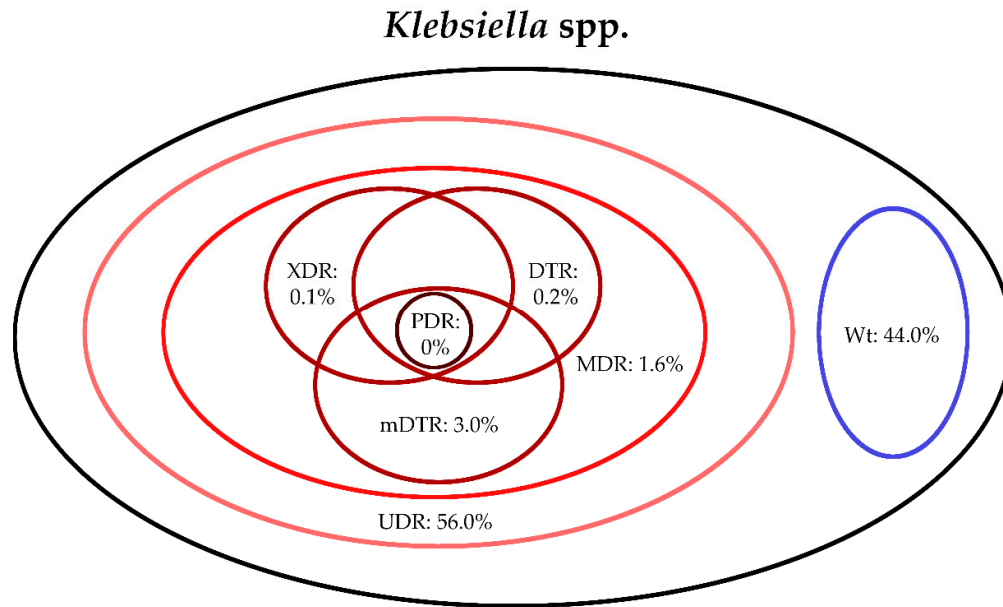 Klebsiella spp.
XDR:
0.1%
DTR:
0.2%
PDR:
0%
Wt: 44.0%
MDR: 1.6%
mDTR: 3.0%
UDR: 56.0%